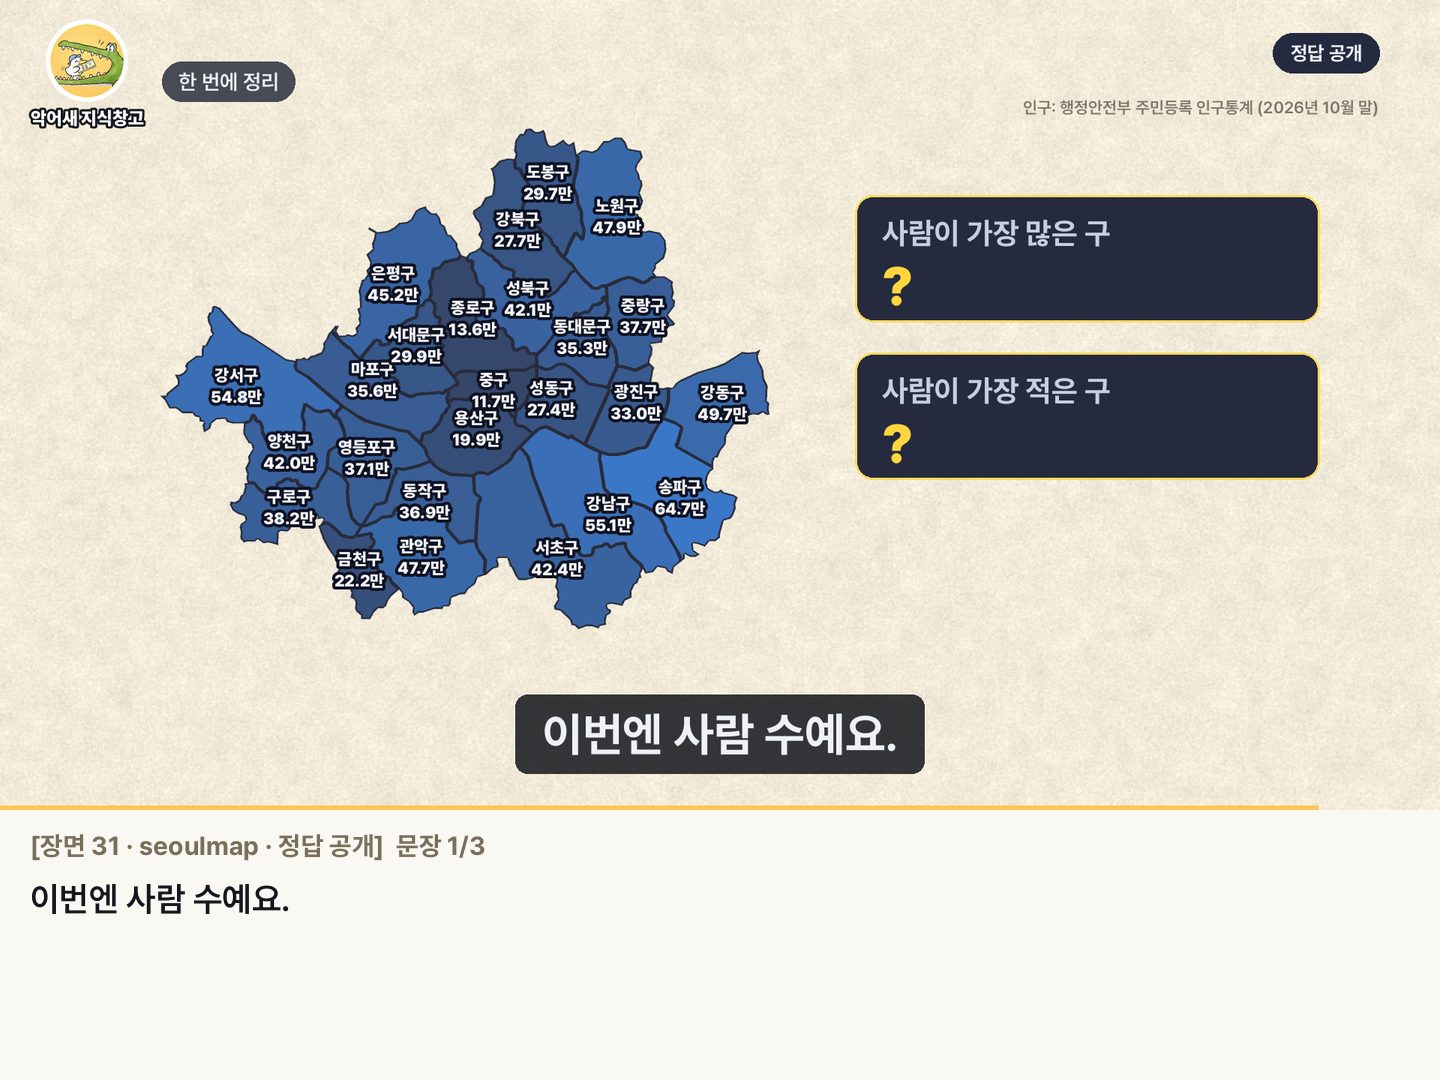 악어새 지식창고
한 번에 정리
정답 공개
인구: 행정안전부 주민등록 인구통계 (2026년 10월 말)
도봉구
29.7만
노원구
47.9만
강북구
27.7만
은평구
45.2만
성북구
42.1만
종로구
13.6만
중랑구
37.7만
동대문구
35.3만
서대문구
29.9만
마포구
35.6만
강서구
54.8만
중구
11.7만
성동구
27.4만
광진구
33.0만
강동구
49.7만
용산구
19.9만
양천구
42.0만
영등포구
37.1만
구로구
38.2만
동작구
36.9만
강남구
55.1만
송파구
64.7만
금천구
22.2만
관악구
47.7만
서초구
42.4만
사람이 가장 많은 구
?
사람이 가장 적은 구
?
이번엔 사람 수예요.
[장면 31 · seoulmap · 정답 공개] 문장 1/3
이번엔 사람 수예요.